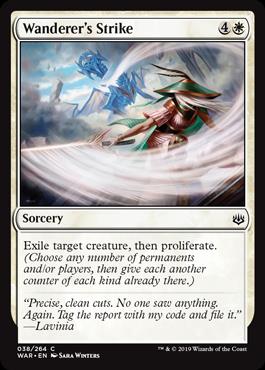 Wanderer's Strike 4
Sorcery
Exile target creature, then proliferate.
(Choose any number of permanents
and/or players, then give each another
counter of each kind already there.)
"Precise, clean cuts. No one saw anything.
Again. Tag the report with my code and file it."
—Lavinia
038/264 C
WAR • EN SARA WINTERS
™ & © 2019 Wizards of the Coast